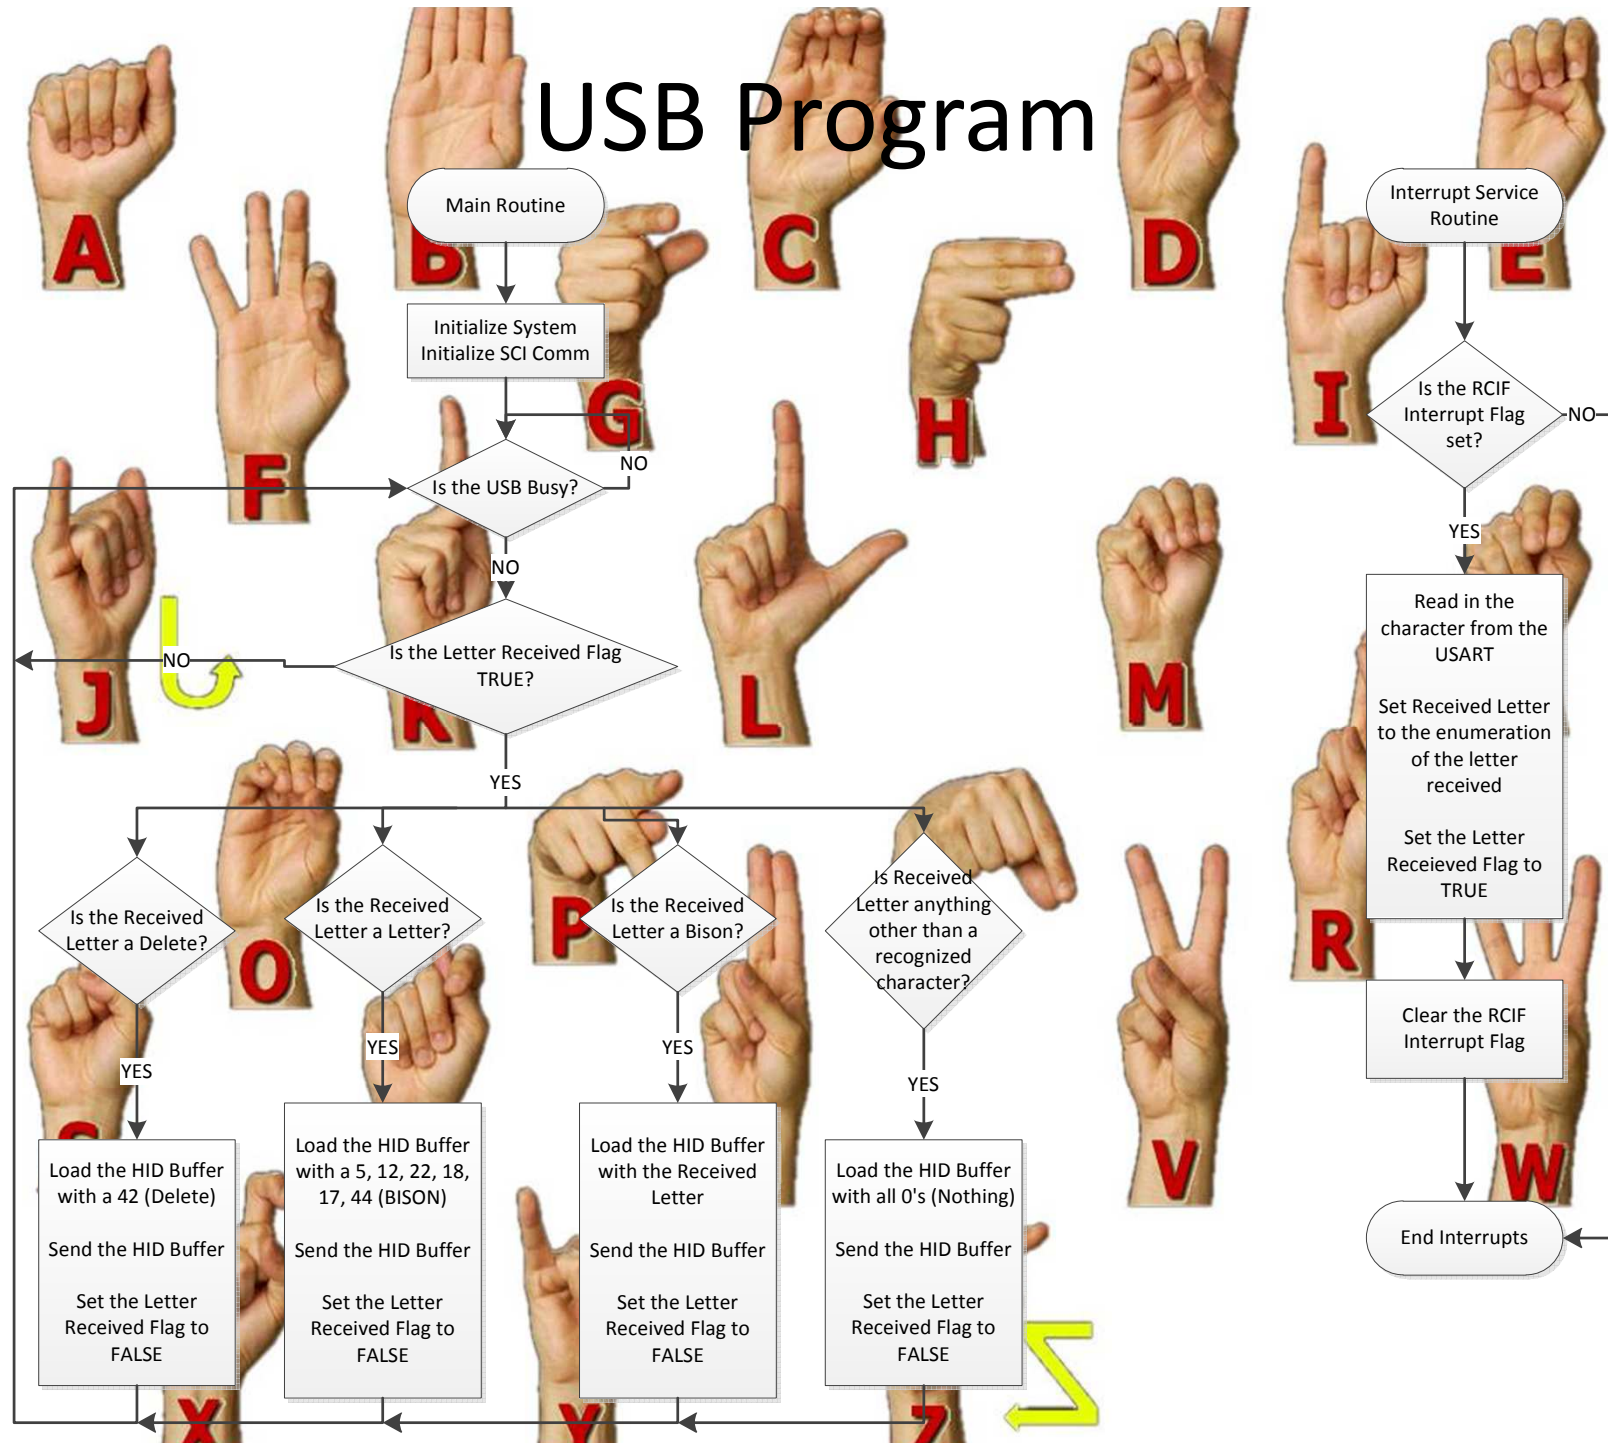 USB Program
A
B
C
D
E
F
G
H
I
J
K
L
M
O
P
R
V
W
X
Y
Z
Main Routine
Initialize System
Initialize SCI Comm
Is the USB Busy?
NO
NO
Is the Letter Received Flag
TRUE?
NO
YES
Is the Received
Letter a Delete?
Is the Received
Letter a Letter?
Is the Received
Letter a Bison?
Is Received
Letter anything
other than a
recognized
character?
YES
YES
YES
YES
Load the HID Buffer
with a 42 (Delete)
Send the HID Buffer
Set the Letter
Received Flag to
FALSE
Load the HID Buffer
with a 5, 12, 22, 18,
17, 44 (BISON)
Send the HID Buffer
Set the Letter
Received Flag to
FALSE
Load the HID Buffer
with the Received
Letter
Send the HID Buffer
Set the Letter
Received Flag to
FALSE
Load the HID Buffer
with all 0's (Nothing)
Send the HID Buffer
Set the Letter
Received Flag to
FALSE
Interrupt Service
Routine
Is the RCIF
Interrupt Flag
set?
NO
YES
Read in the
character from the
USART
Set Received Letter
to the enumeration
of the letter
received
Set the Letter
Receieved Flag to
TRUE
Clear the RCIF
Interrupt Flag
End Interrupts